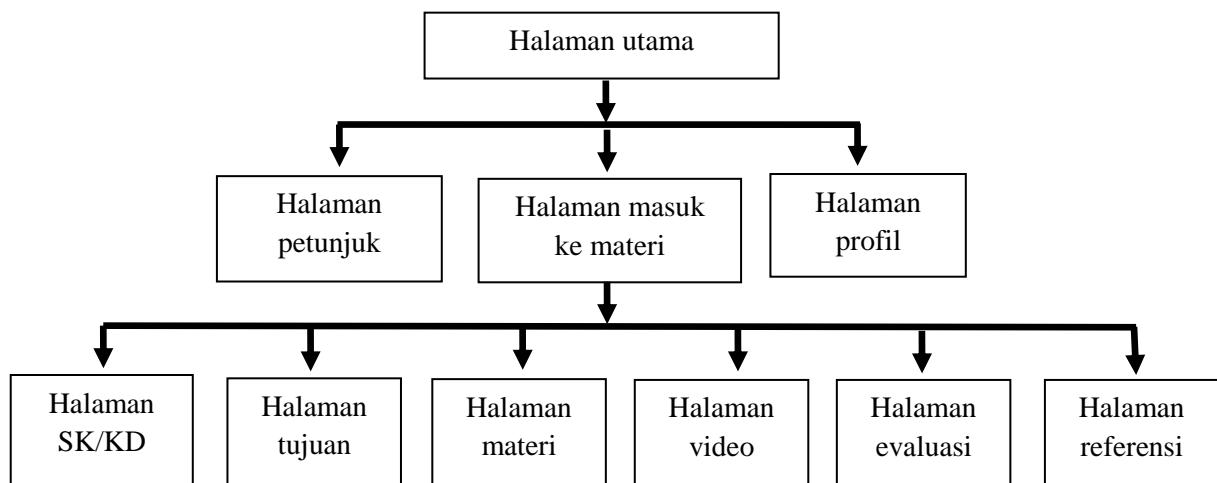 Halaman utama
Halaman
petunjuk
Halaman masuk
ke materi
Halaman
profil
Halaman
SK/KD
Halaman
tujuan
Halaman
materi
Halaman
video
Halaman
evaluasi
Halaman
referensi